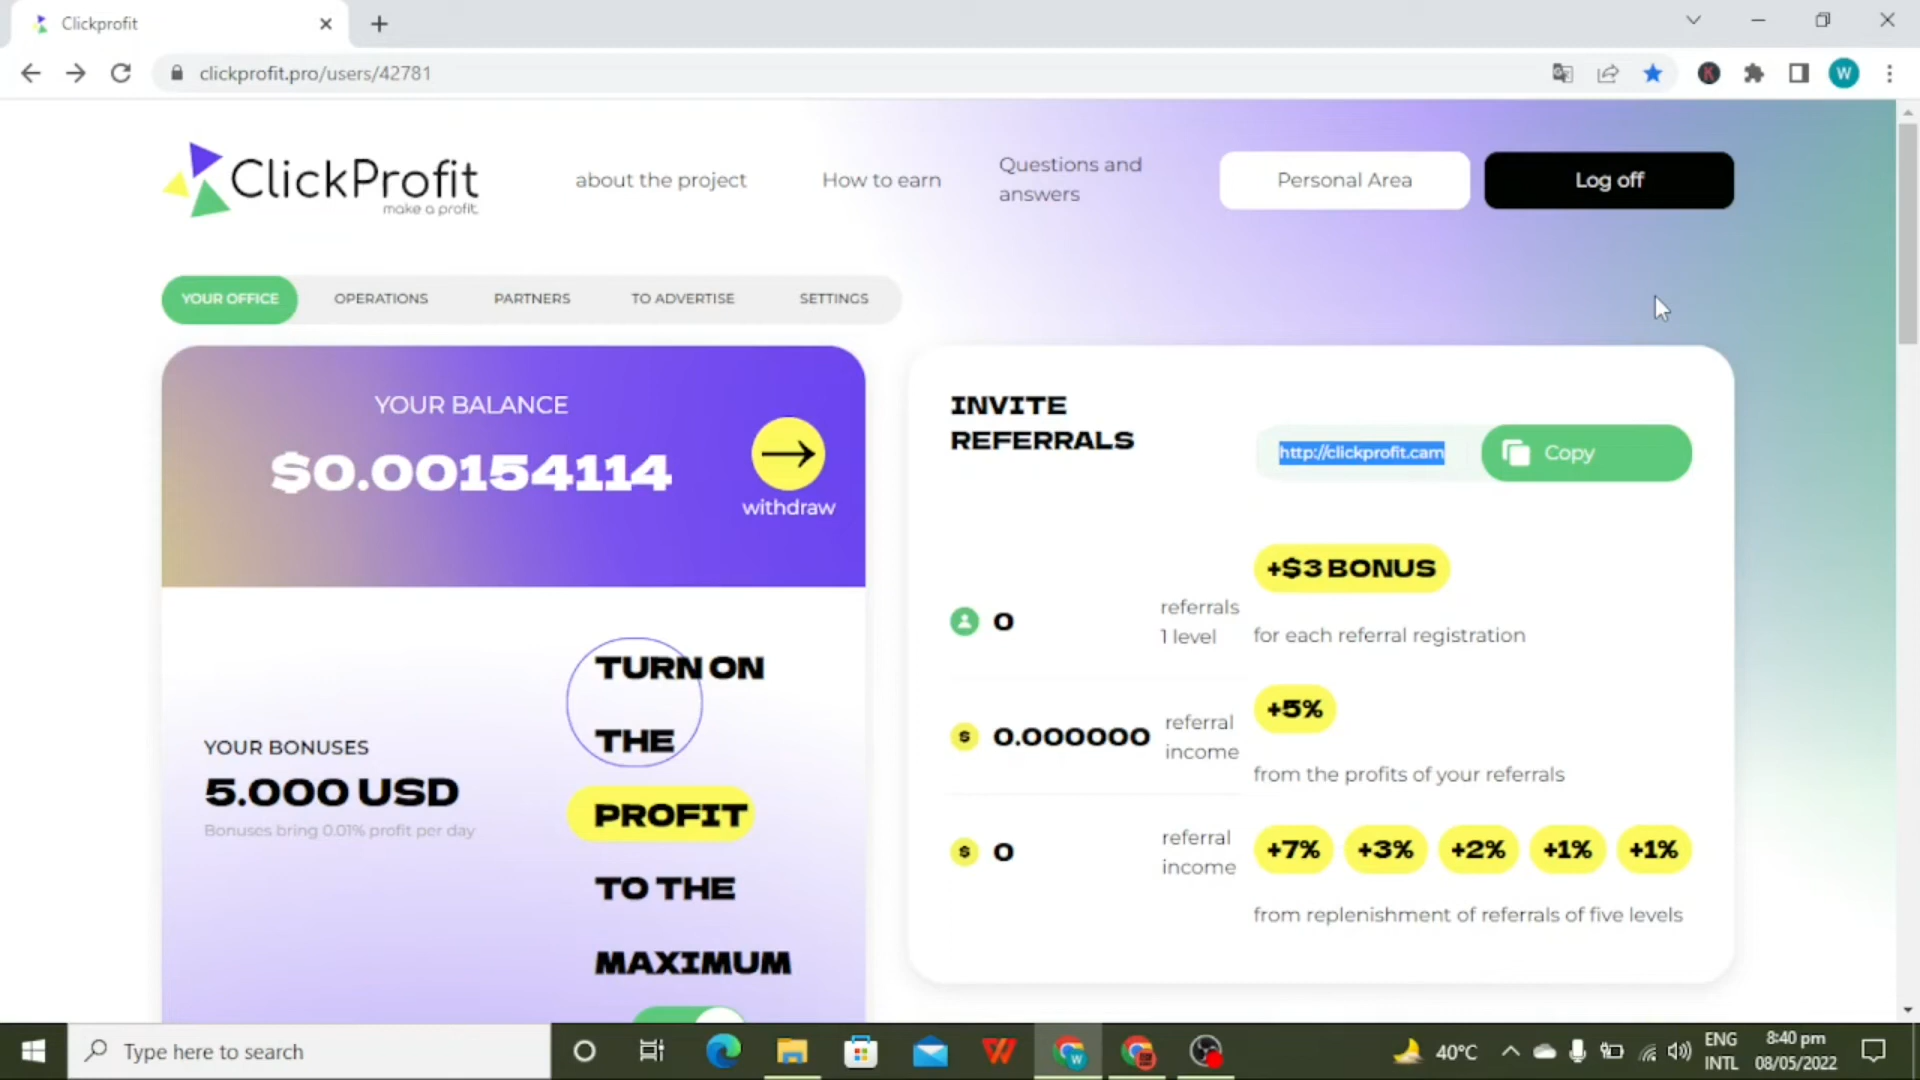 Clickprofit
clickprofit.pro/users/42781
W
ClickProfit
make a profit
about the project
How to earn
Questions and
answers
Personal Area
Log off
YOUR OFFICE
OPERATIONS
PARTNERS
TO ADVERTISE
SETTINGS
YOUR BALANCE
$0.00154114
withdraw
YOUR BONUSES
5.000 USD
Bonuses bring 0.01% profit per day
TURN ON
THE
PROFIT
TO THE
MAXIMUM
INVITE
REFERRALS
http://clickprofit.cam
Copy
0
referrals
1 level
+$3 BONUS
for each referral registration
$
0.000000
referral
income
+5%
from the profits of your referrals
$
0
referral
income
+7%
+3%
+2%
+1%
+1%
from replenishment of referrals of five levels
Type here to search
40°C
ENG
INTL
8:40 pm
08/05/2022